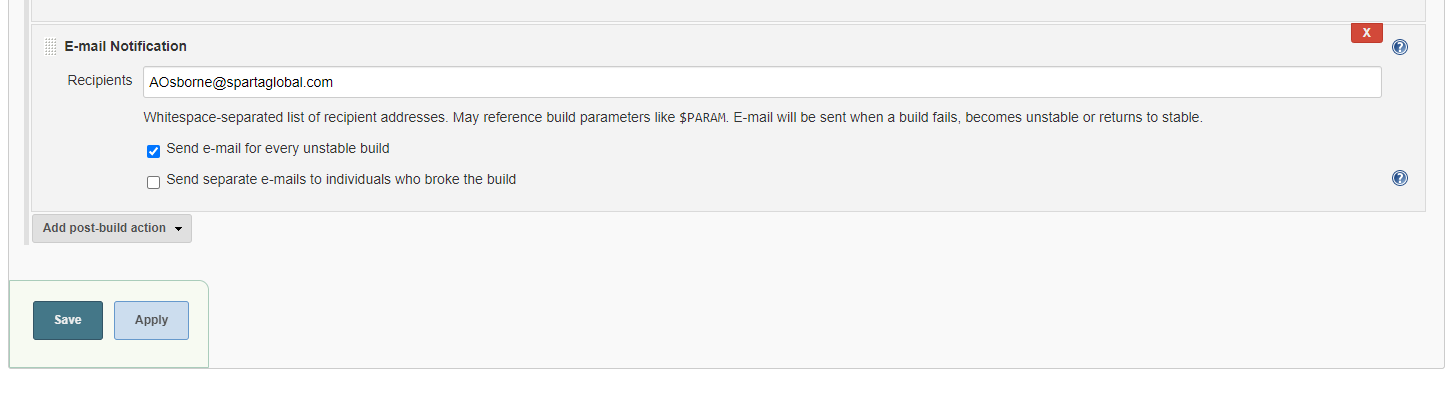 E-mail Notification
X
?
Recipients
AOsborne@spartaglobal.com
Whitespace-separated list of recipient addresses. May reference build parameters like $PARAM. E-mail will be sent when a build fails, becomes unstable or returns to stable.
Send e-mail for every unstable build
Send separate e-mails to individuals who broke the build
?
Add post-build action
Save
Apply